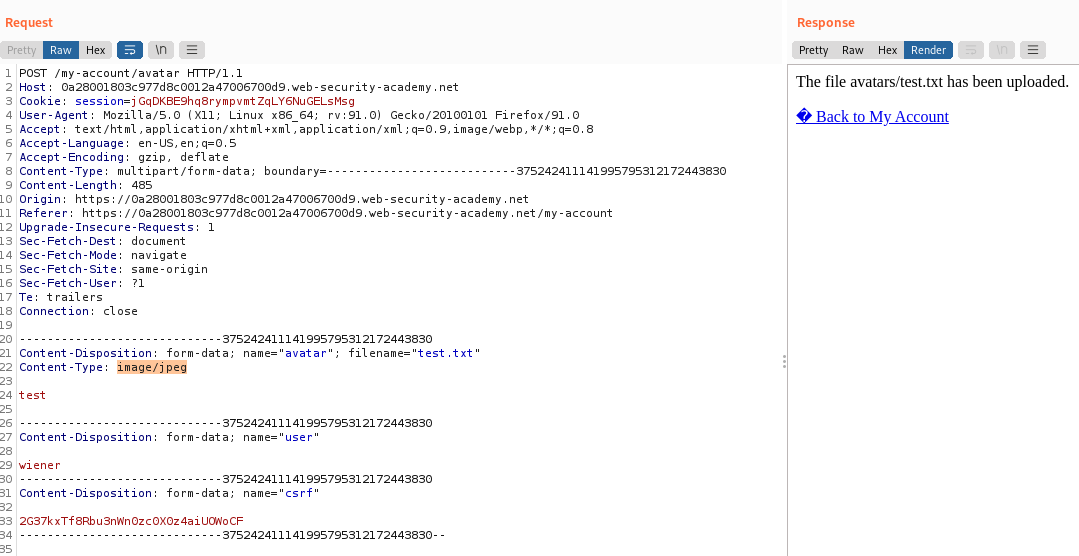 Request
Pretty Raw Hex \n
1 POST /my-account/avatar HTTP/1.1
2 Host: 0a28001803c977d8c0012a47006700d9.web-security-academy.net
3 Cookie: session=jGqDKBE9hq8rympvmtZqLY6NuGELsMsg
4 User-Agent: Mozilla/5.0 (X11; Linux x86_64; rv:91.0) Gecko/20100101 Firefox/91.0
5 Accept: text/html,application/xhtml+xml,application/xml;q=0.9,image/webp,*/*;q=0.8
6 Accept-Language: en-US,en;q=0.5
7 Accept-Encoding: gzip, deflate
8 Content-Type: multipart/form-data; boundary=---------------------------375242411141995795312172443830
9 Content-Length: 485
10 Origin: https://0a28001803c977d8c0012a47006700d9.web-security-academy.net
11 Referer: https://0a28001803c977d8c0012a47006700d9.web-security-academy.net/my-account
12 Upgrade-Insecure-Requests: 1
13 Sec-Fetch-Dest: document
14 Sec-Fetch-Mode: navigate
15 Sec-Fetch-Site: same-origin
16 Sec-Fetch-User: ?1
17 Te: trailers
18 Connection: close
19
20 -----------------------------375242411141995795312172443830
21 Content-Disposition: form-data; name="avatar"; filename="test.txt"
22 Content-Type: image/jpeg
23
24 test
25
26 -----------------------------375242411141995795312172443830
27 Content-Disposition: form-data; name="user"
28
29 wiener
30 -----------------------------375242411141995795312172443830
31 Content-Disposition: form-data; name="csrf"
32
33 2G37kxTf8Rbu3nWn0zc0X0z4aiUOWoCF
34 -----------------------------375242411141995795312172443830--
35
Response
Pretty Raw Hex Render \n
The file avatars/test.txt has been uploaded.
� Back to My Account